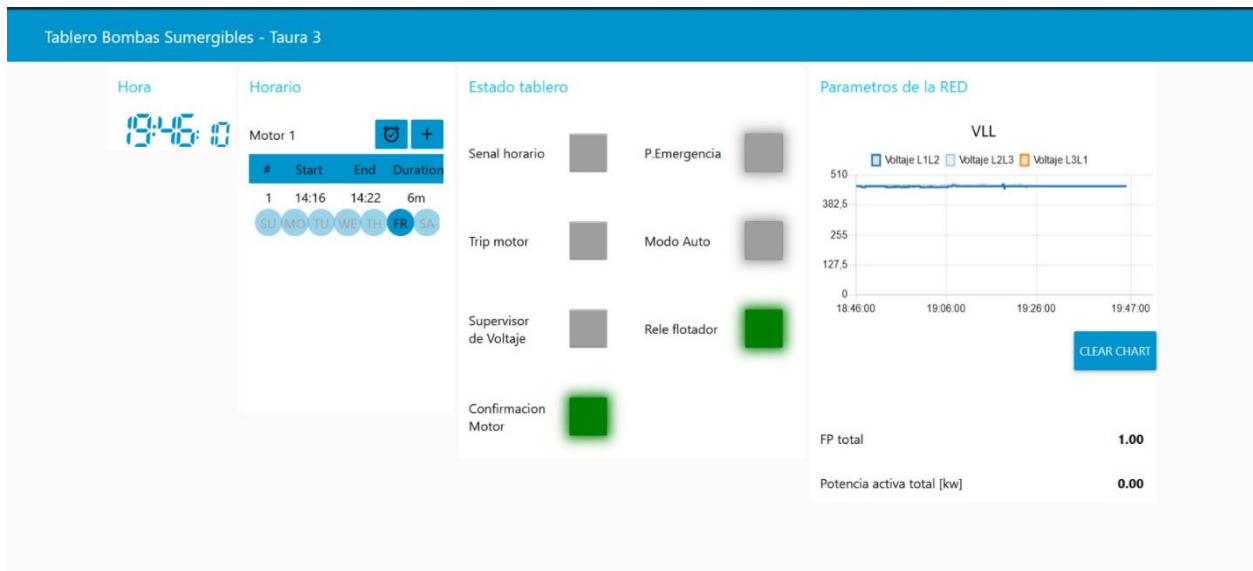 Tablero Bombas Sumergibles - Taura 3
Hora
19:46:10
Horario
Motor 1
+
# Start End Duration
1 14:16 14:22 6m
SU MO TU WE TH FR SA
Estado tablero
Senal horario
P.Emergencia
Trip motor
Modo Auto
Supervisor
de Voltaje
Rele flotador
Confirmacion
Motor
Parametros de la RED
VLL
Voltaje L1L2 Voltaje L2L3 Voltaje L3L1
510
382,5
255
127,5
0
18:46:00 19:06:00 19:26:00 19:47:00
CLEAR CHART
FP total 1.00
Potencia activa total [kw] 0.00